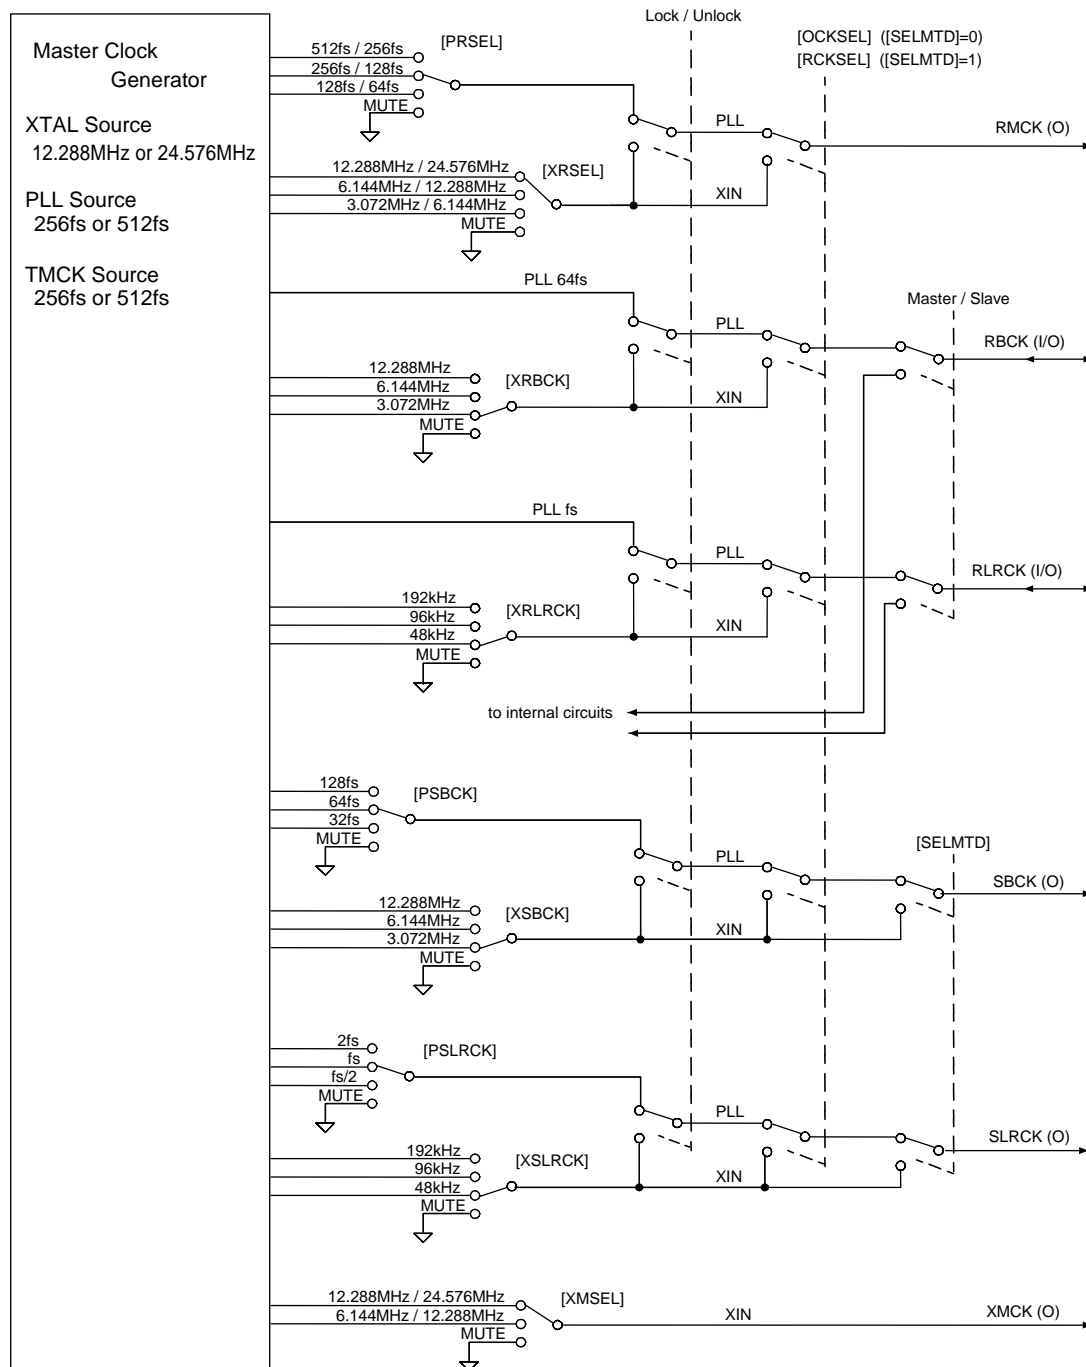 Lock / Unlock
Master Clock
Generator
XTAL Source
12.288MHz or 24.576MHz
PLL Source
256fs or 512fs
TMCK Source
256fs or 512fs
[PRSEL]
512fs / 256fs
256fs / 128fs
128fs / 64fs
MUTE
[OCKSEL] ([SELMTD]=0)
[RCKSEL] ([SELMTD]=1)
PLL
RMCK (O)
12.288MHz / 24.576MHz
6.144MHz / 12.288MHz
3.072MHz / 6.144MHz
MUTE
[XRSEL]
XIN
PLL 64fs
Master / Slave
PLL
RBCK (I/O)
12.288MHz
6.144MHz
3.072MHz
MUTE
[XRBCK]
XIN
PLL fs
PLL
RLRCK (I/O)
192kHz
96kHz
48kHz
MUTE
[XRLRCK]
XIN
to internal circuits
128fs
64fs
32fs
MUTE
[PSBCK]
[SELMTD]
PLL
SBCK (O)
12.288MHz
6.144MHz
3.072MHz
MUTE
[XSBCK]
XIN
2fs
fs
fs/2
MUTE
[PSLRCK]
PLL
SLRCK (O)
192kHz
96kHz
48kHz
MUTE
[XSLRCK]
XIN
12.288MHz / 24.576MHz
6.144MHz / 12.288MHz
MUTE
[XMSEL]
XIN
XMCK (O)